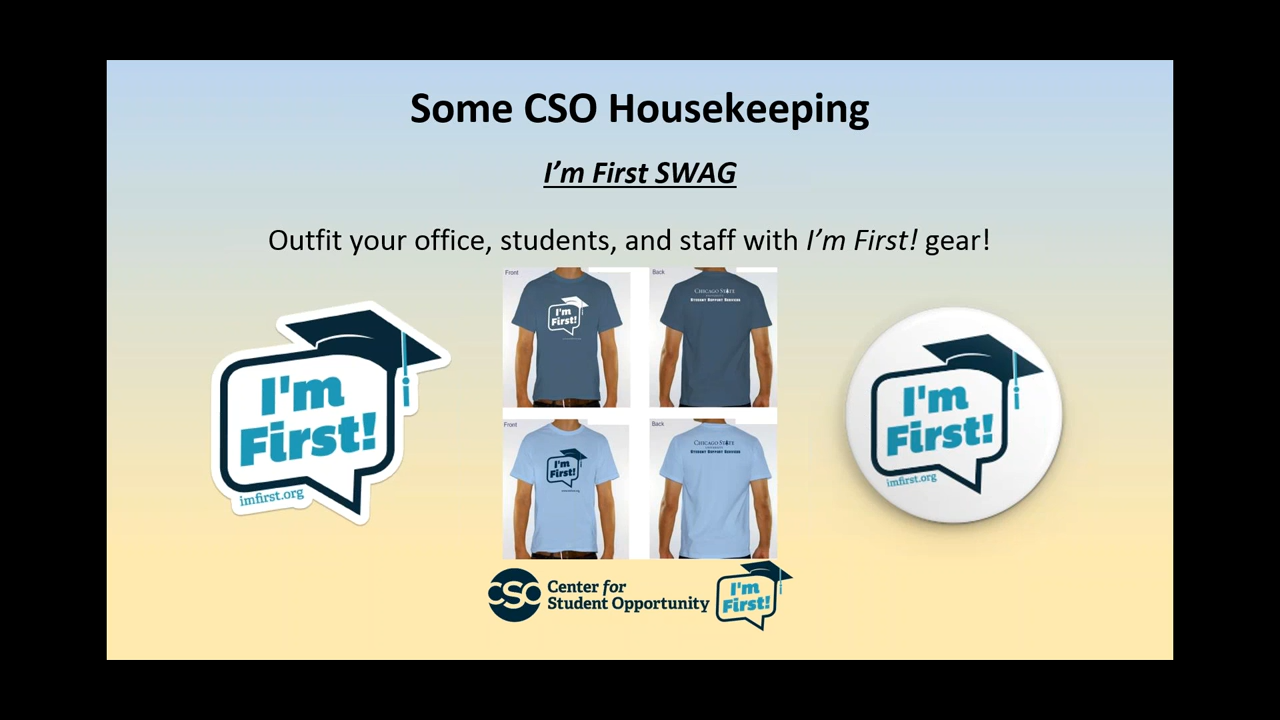 Some CSO Housekeeping
I'm First SWAG
Outfit your office, students, and staff with I'm First! gear!
Front
Back
I'm
First!
imfirst.org
I'm
First!
CHICAGO STATE
STUDENT SUPPORT SERVICES
I'm
First!
imfirst.org
Front
Back
I'm
First!
CHICAGO STATE
STUDENT SUPPORT SERVICES
CSO
Center for
Student Opportunity
I'm
First!